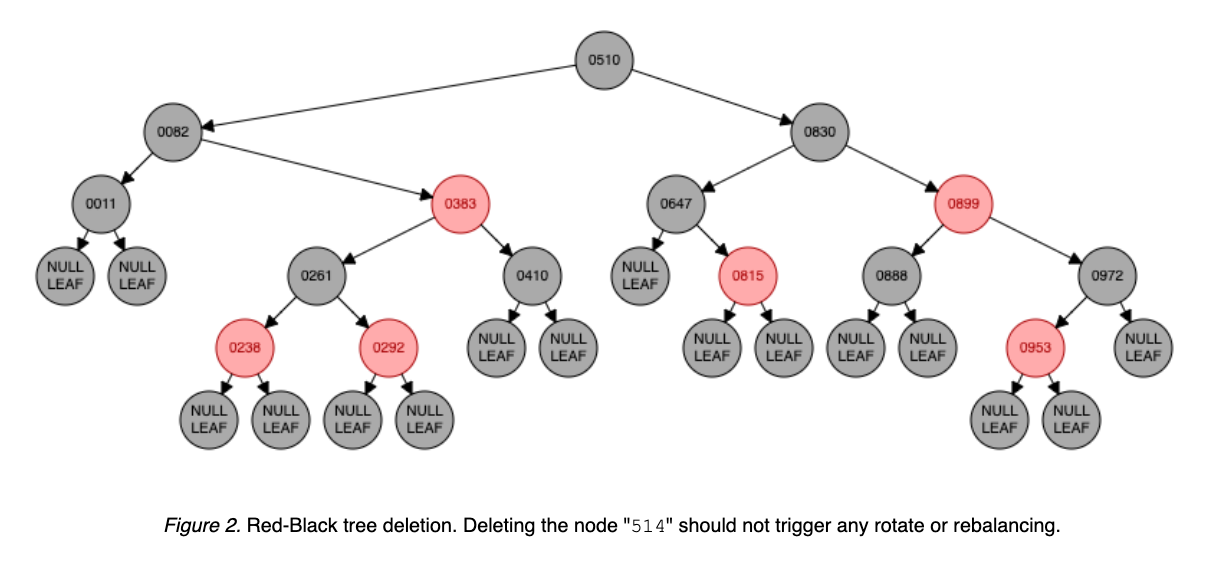 0510
0082
0830
0011
0383
0647
0899
NULL
LEAF
NULL
LEAF
0261
0410
NULL
LEAF
0815
0888
0972
0238
0292
NULL
LEAF
NULL
LEAF
NULL
LEAF
NULL
LEAF
NULL
LEAF
NULL
LEAF
0953
NULL
LEAF
NULL
LEAF
NULL
LEAF
NULL
LEAF
NULL
LEAF
NULL
LEAF
NULL
LEAF
Figure 2. Red-Black tree deletion. Deleting the node "514" should not trigger any rotate or rebalancing.